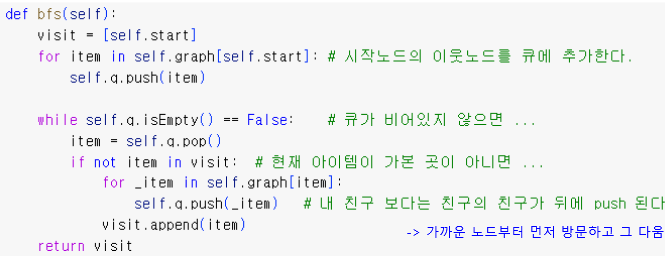 def bfs(self):
visit = [self.start]
for item in self.graph[self.start]: # 시작노드의 이웃노드를 큐에 추가한다.
self.q.push(item)
while self.q.isEmpty() == False: # 큐가 비어있지 않으면 ...
item = self.q.pop()
if not item in visit: # 현재 아이템이 가본 곳이 아니면 ...
for _item in self.graph[item]:
self.q.push(_item) # 내 친구 보다는 친구의 친구가 뒤에 push 된다
visit.append(item)
-> 가까운 노드부터 먼저 방문하고 그 다음
return visit